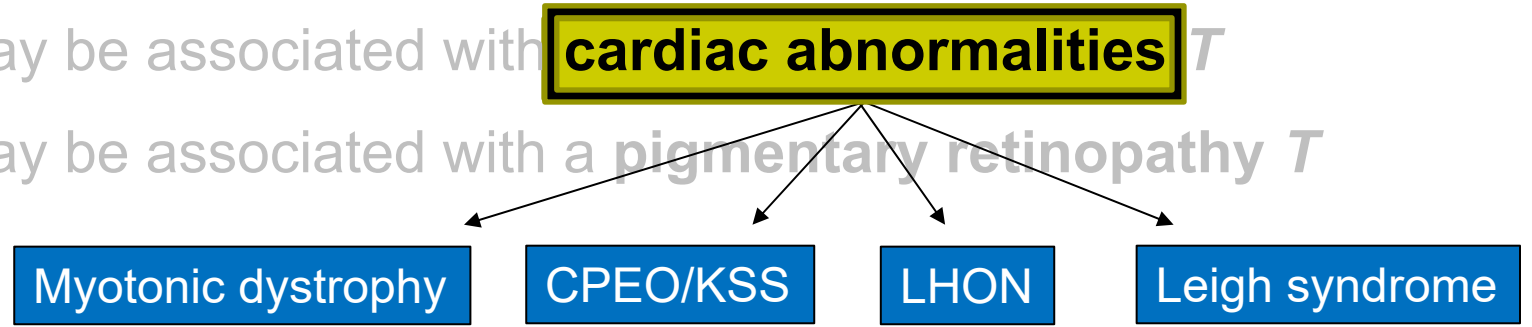 ay be associated with cardiac abnormalities T
ay be associated with a pigmentary retinopathy T
Myotonic dystrophy CPEO/KSS LHON Leigh syndrome